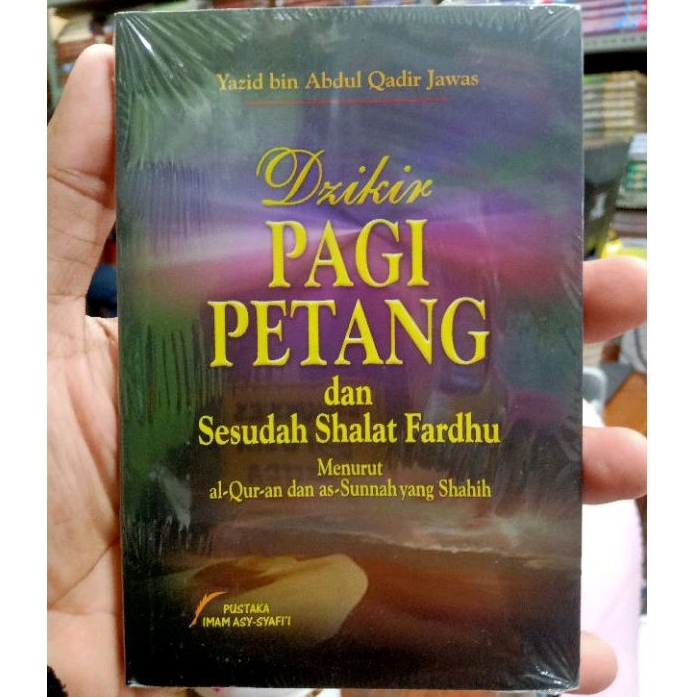 Yazid bin Abdul Qadir Jawas
Dzikir
PAGI
PETANG
dan
Sesudah Shalat Fardhu
Menurut
al-Qur-an dan as-Sunnah yang Shahih
PUSTAKA
IMAM ASY-SYAFI'I